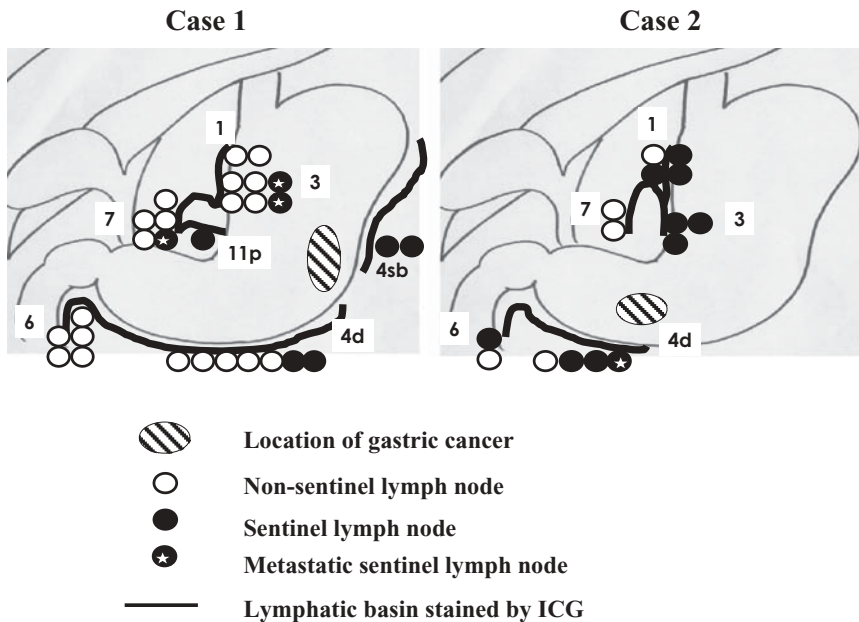 Case 1
Case 2
1
3
7
11p
4sb
6
4d
1
7
3
6
4d
Location of gastric cancer
Non-sentinel lymph node
Sentinel lymph node
Metastatic sentinel lymph node
Lymphatic basin stained by ICG